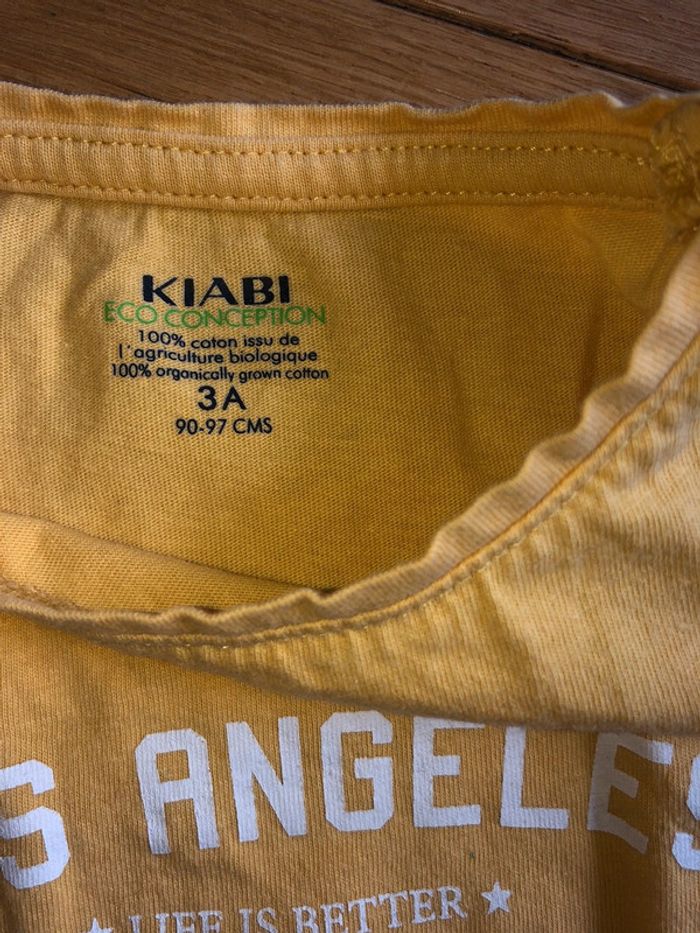 KIABI
ECO CONCEPTION
100% coton issu de
l'agriculture biologique
100% organically grown cotton
3A
90-97 CMS
S ANGELES
★ LIFE IS BETTER ★